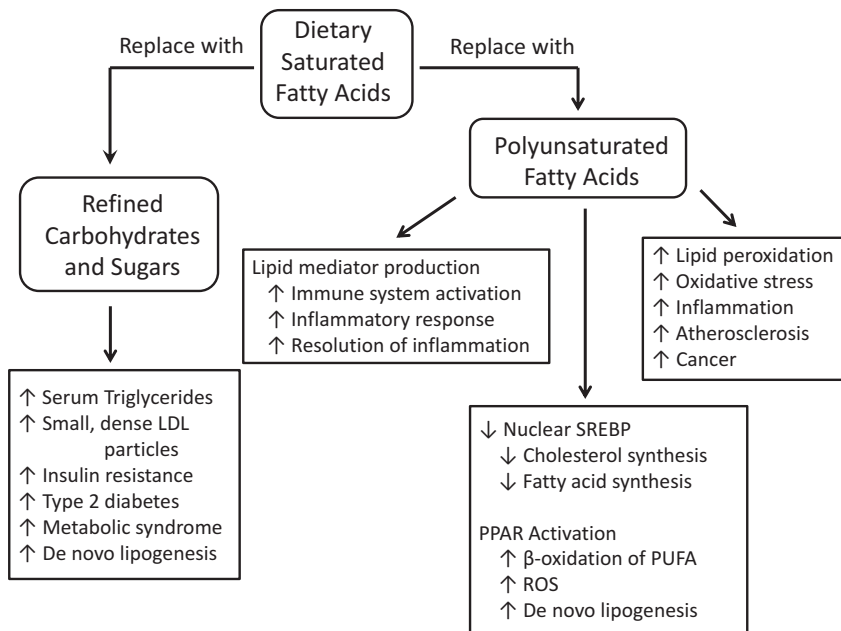 Replace with
Dietary
Saturated
Fatty Acids
Replace with
Refined
Carbohydrates
and Sugars
Polyunsaturated
Fatty Acids
Lipid mediator production
↑ Immune system activation
↑ Inflammatory response
↑ Resolution of inflammation
↑ Lipid peroxidation
↑ Oxidative stress
↑ Inflammation
↑ Atherosclerosis
↑ Cancer
↑ Serum Triglycerides
↑ Small, dense LDL
particles
↑ Insulin resistance
↑ Type 2 diabetes
↑ Metabolic syndrome
↑ De novo lipogenesis
↓ Nuclear SREBP
↓ Cholesterol synthesis
↓ Fatty acid synthesis
PPAR Activation
↑ β-oxidation of PUFA
↑ ROS
↑ De novo lipogenesis